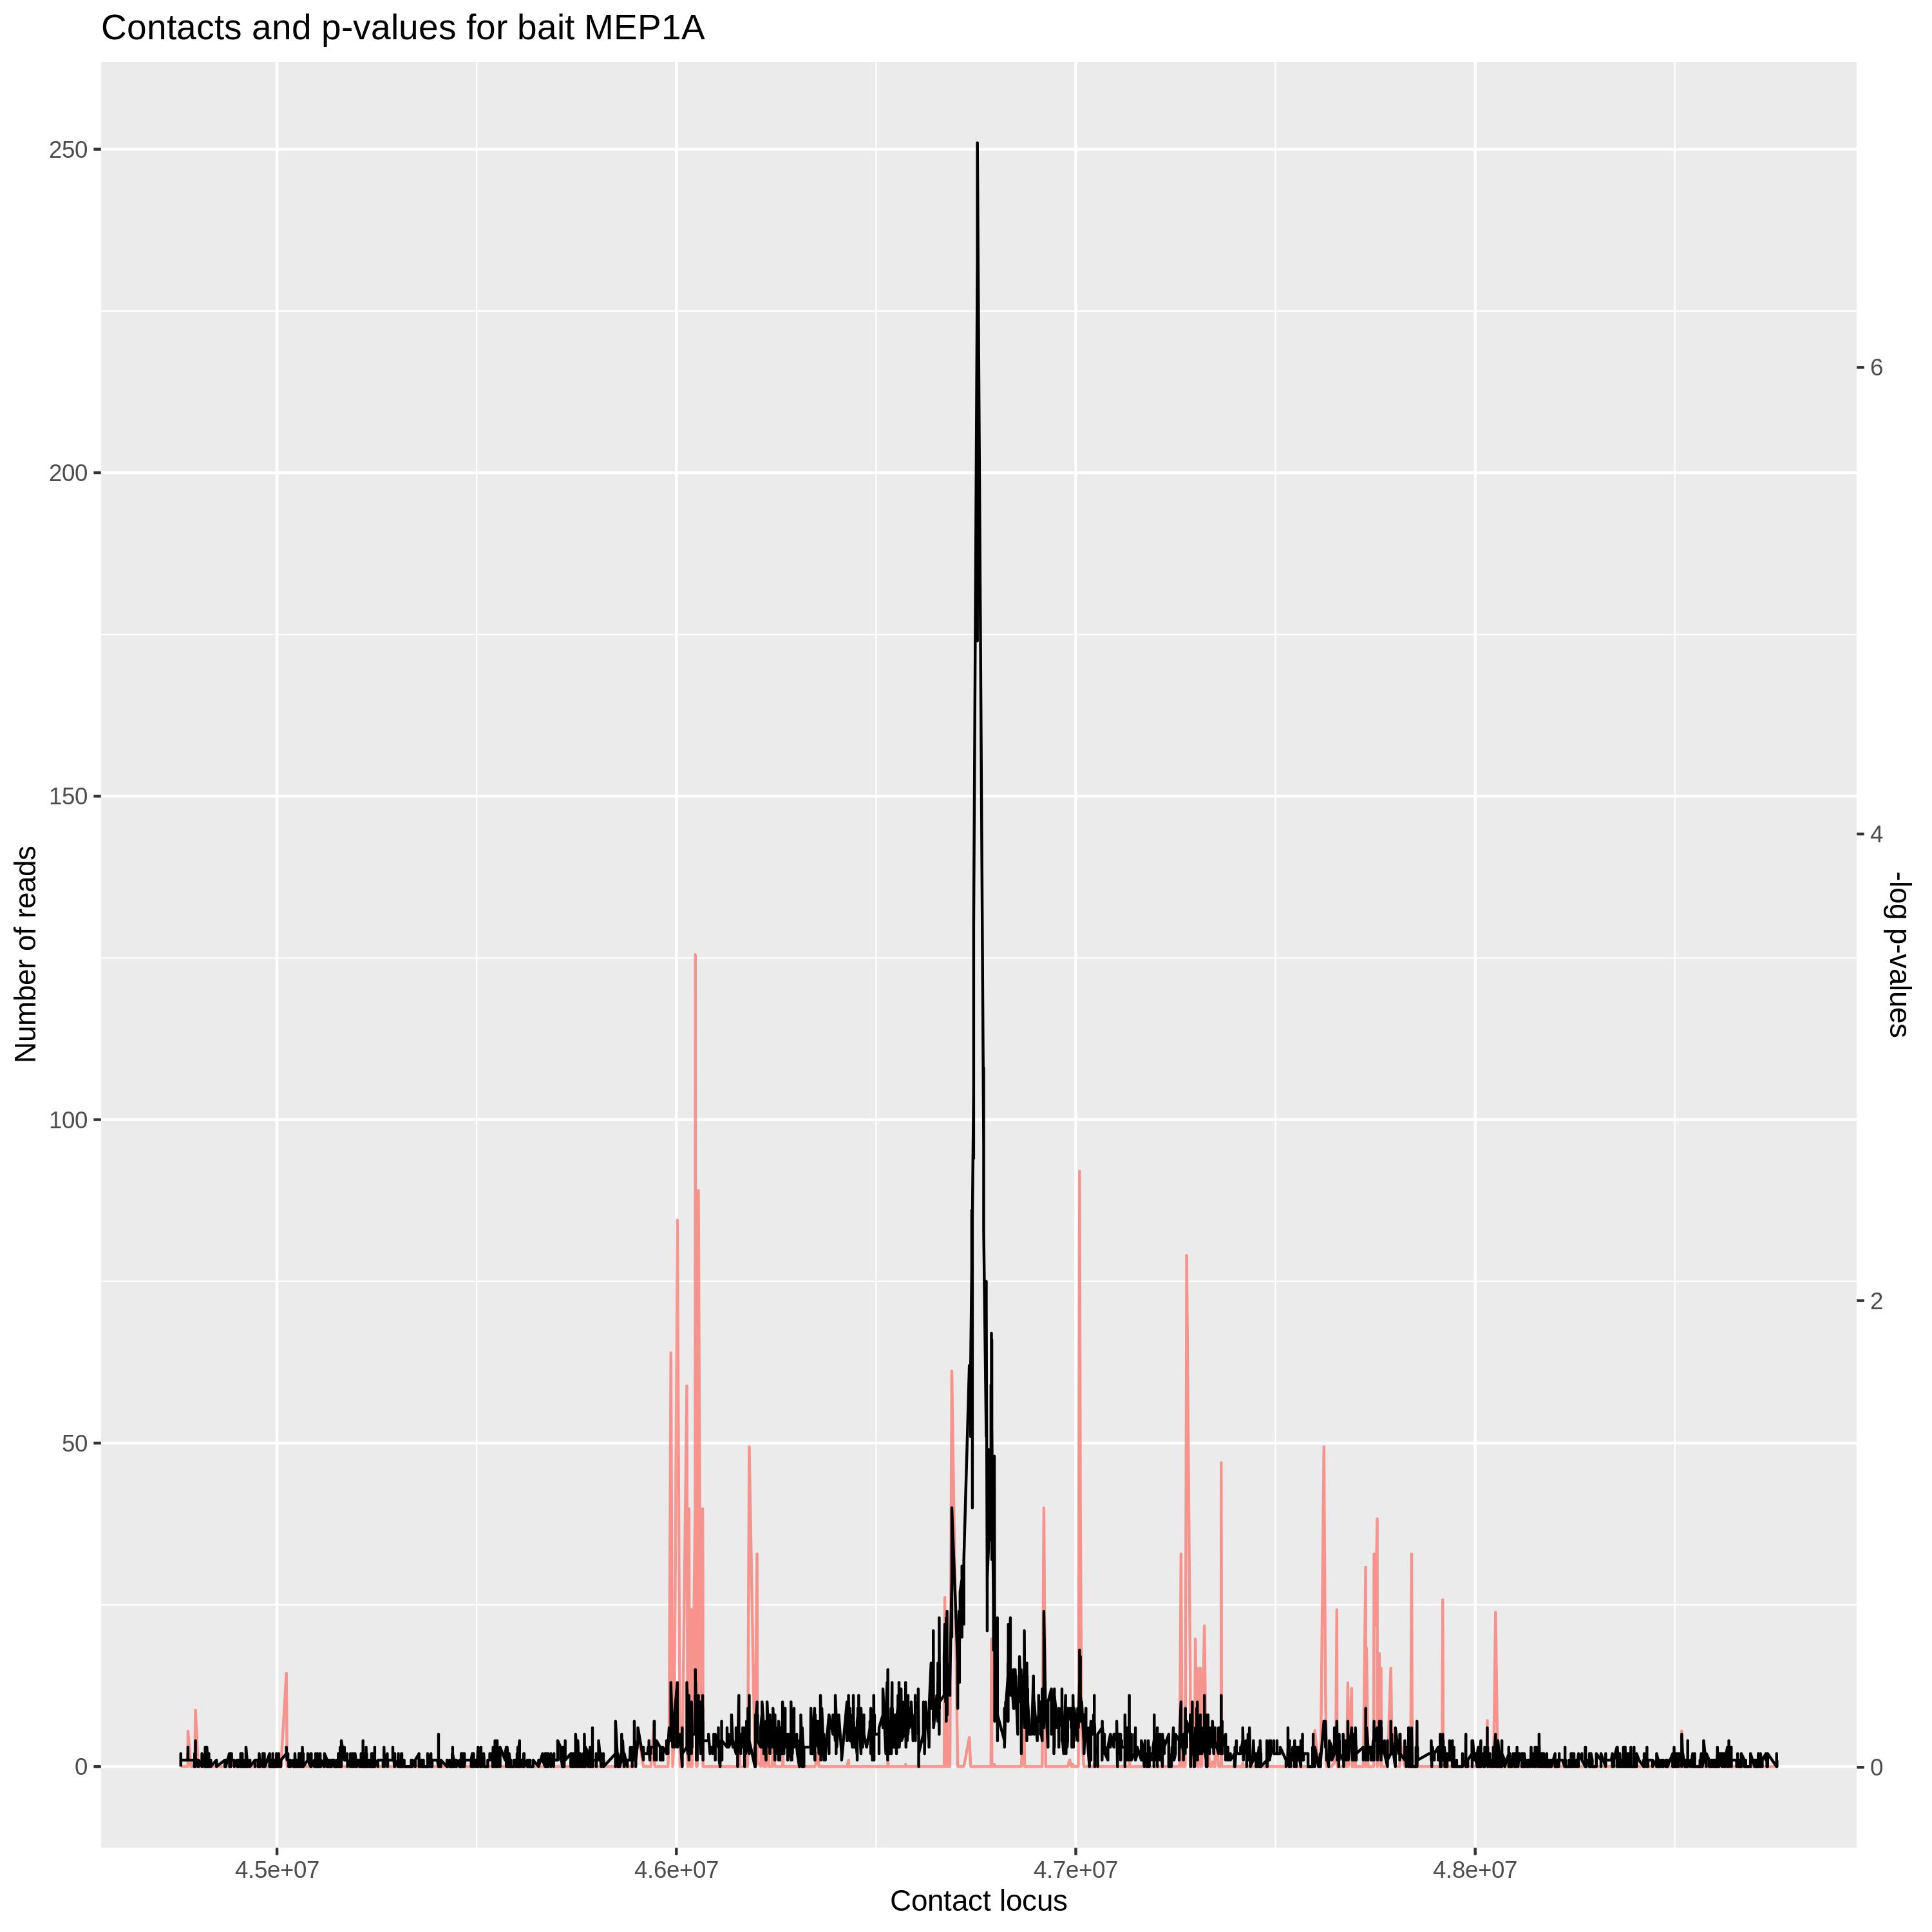 Contacts and p-values for bait MEP1A
250
200
150
100
50
0
Number of reads
6
4
2
0
-log p-values
4.5e+07 4.6e+07 4.7e+07 4.8e+07
Contact locus